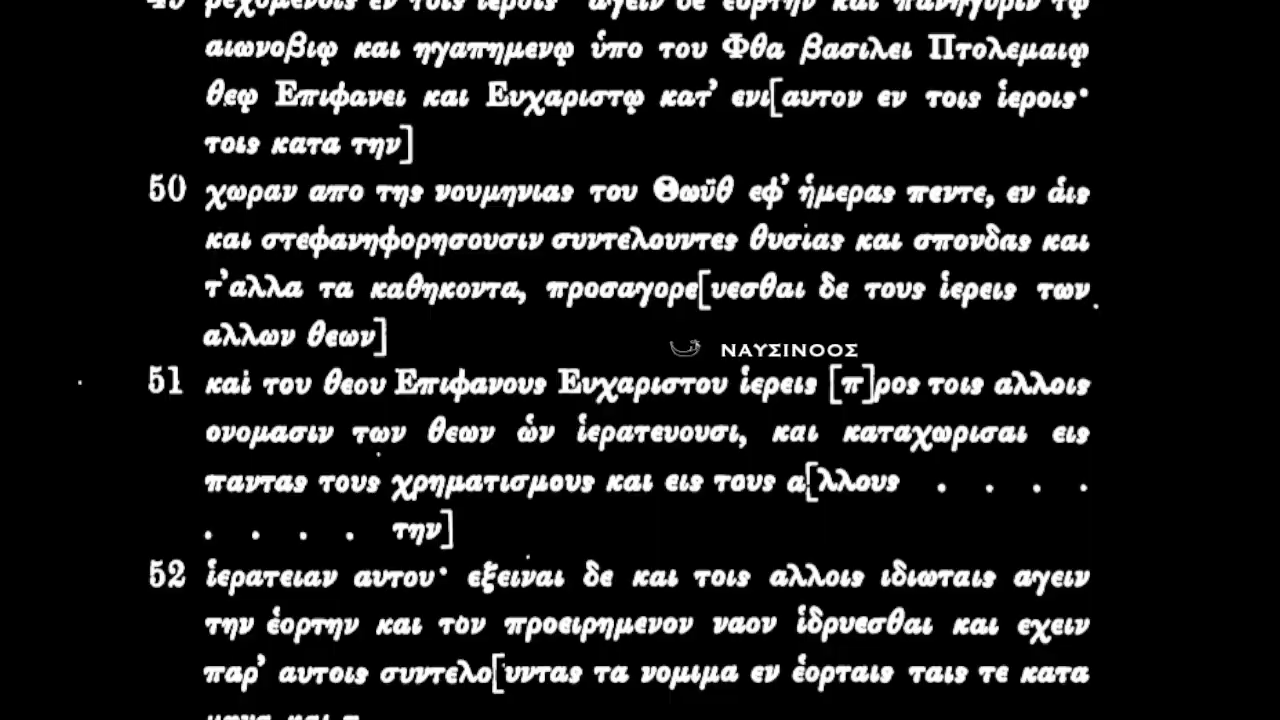 49 ρεχομενοις εν τοις ιεροις αγειν δε εορτην και πανηγυριν τῳ
αιωνοβιῳ και ηγαπημενῳ ὑπο του Φθα βασιλει Πτολεμαιῳ
θεῳ Επιφανει και Ευχαριστῳ κατ’ ενι[αυτον εν τοις ἱεροις·
τοις κατα την]
50 χωραν απο της νουμηνιας του Θωϋθ εφ’ ἡμερας πεντε, εν ἁις
και στεφανηφορησουσιν συντελουντες θυσιας και σπονδας και
τ’αλλα τα καθηκοντα, προσαγορε[υεσθαι δε τους ἱερεις των
αλλων θεων]
ΝΑΥΣΙΝΟΟΣ
51 και του θεου Επιφανους Ευχαριστου ἱερεις [π]ρος τοις αλλοις
ονομασιν των θεων ὡν ἱερατευουσι, και καταχωρισαι εις
παντας τους χρηματισμους και εις τους α[λλους . . . .
. . . . την]
52 ἱερατειαν αυτου· εξειναι δε και τοις αλλοις ιδιωταις αγειν
την ἑορτην και τον προειρημενον ναον ἱδρυεσθαι και εχειν
παρ’ αυτοις συντελο[υντας τα νομιμα εν ἑορταις ταις τε κατα